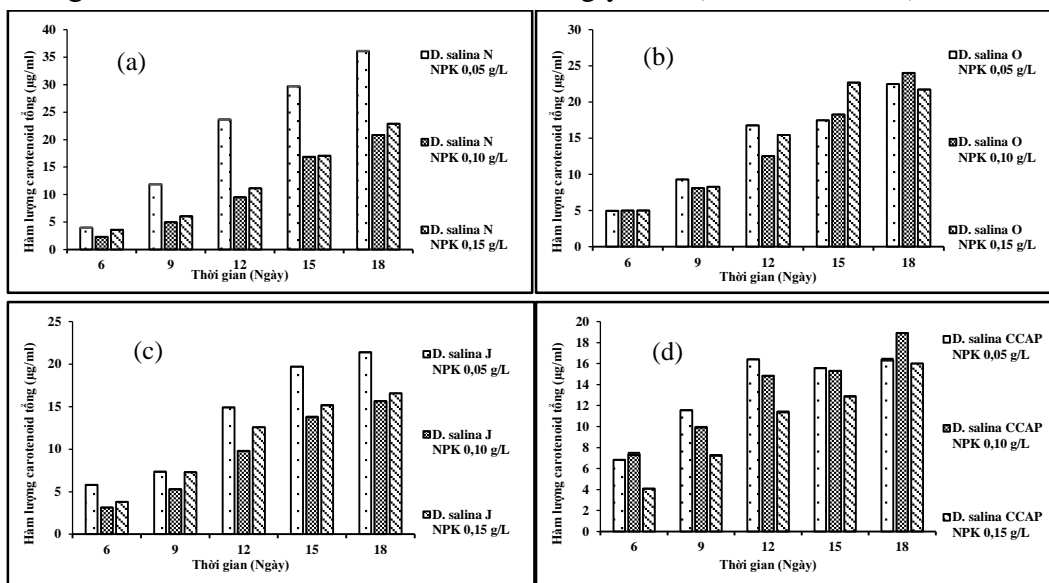 (a)
Hàm lượng carotenoid tổng (µg/ml)
40
35
30
25
20
15
10
5
0
6 9 12 15 18
Thời gian (Ngày)
D. salina N
NPK 0,05 g/L
D. salina N
NPK 0,10 g/L
D. salina N
NPK 0,15 g/L
(b)
Hàm lượng carotenoid tổng (µg/ml)
30
25
20
15
10
5
0
6 9 12 15 18
Thời gian (Ngày)
D. salina O
NPK 0,05 g/L
D. salina O
NPK 0,10 g/L
D. salina O
NPK 0,15 g/L
(c)
Hàm lượng carotenoid tổng (µg/ml)
25
20
15
10
5
0
6 9 12 15 18
Thời gian (Ngày)
D. salina J
NPK 0,05 g/L
D. salina J
NPK 0,10 g/L
D. salina J
NPK 0,15 g/L
(d)
Hàm lượng carotenoid tổng (µg/ml)
20
18
16
14
12
10
8
6
4
2
0
6 9 12 15 18
Thời gian (Ngày)
D. salina CCAP
NPK 0,05 g/L
D. salina CCAP
NPK 0,10 g/L
D. salina CCAP
NPK 0,15 g/L